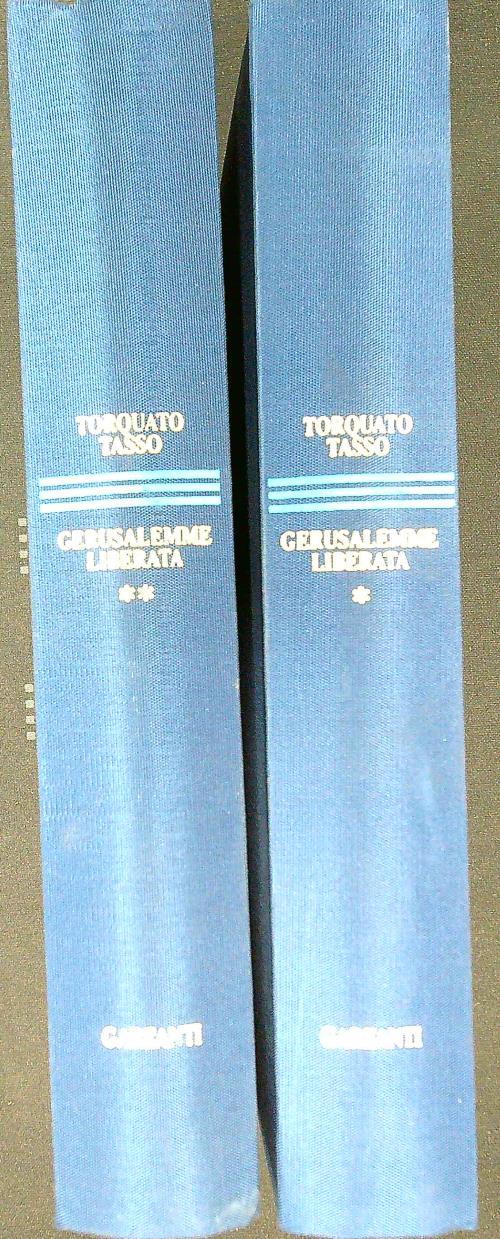 TORQUATO
TASSO
GERUSALEMME
LIBERATA
**
GARZANTI
TORQUATO
TASSO
GERUSALEMME
LIBERATA
*
GARZANTI